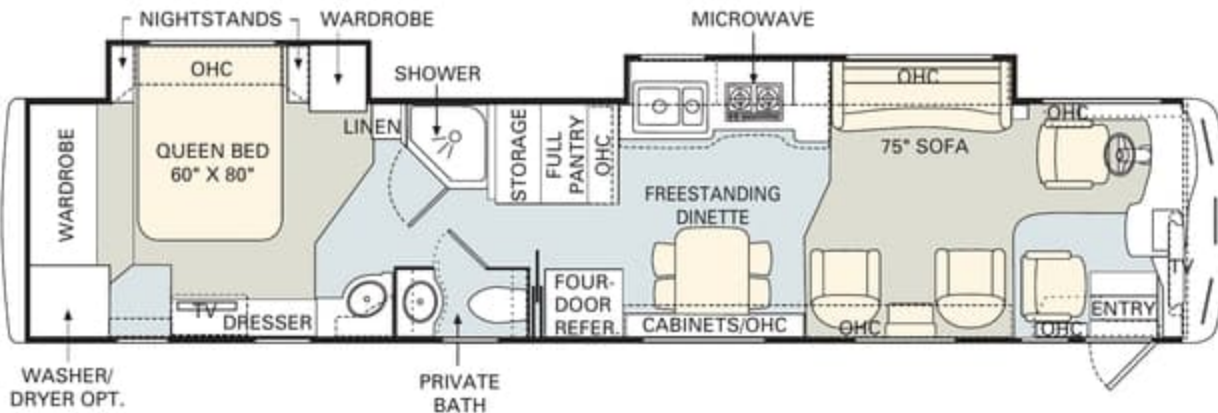 NIGHTSTANDS
WARDROBE
MICROWAVE
OHC
SHOWER
OHC
LINEN
WARDROBE
QUEEN BED
60" X 80"
STORAGE
FULL
PANTRY
OHC
OHC
75" SOFA
FREESTANDING
DINETTE
TV
TV
DRESSER
FOUR-
DOOR
REFER.
CABINETS/OHC
OHC
OHC
ENTRY
WASHER/
DRYER OPT.
PRIVATE
BATH